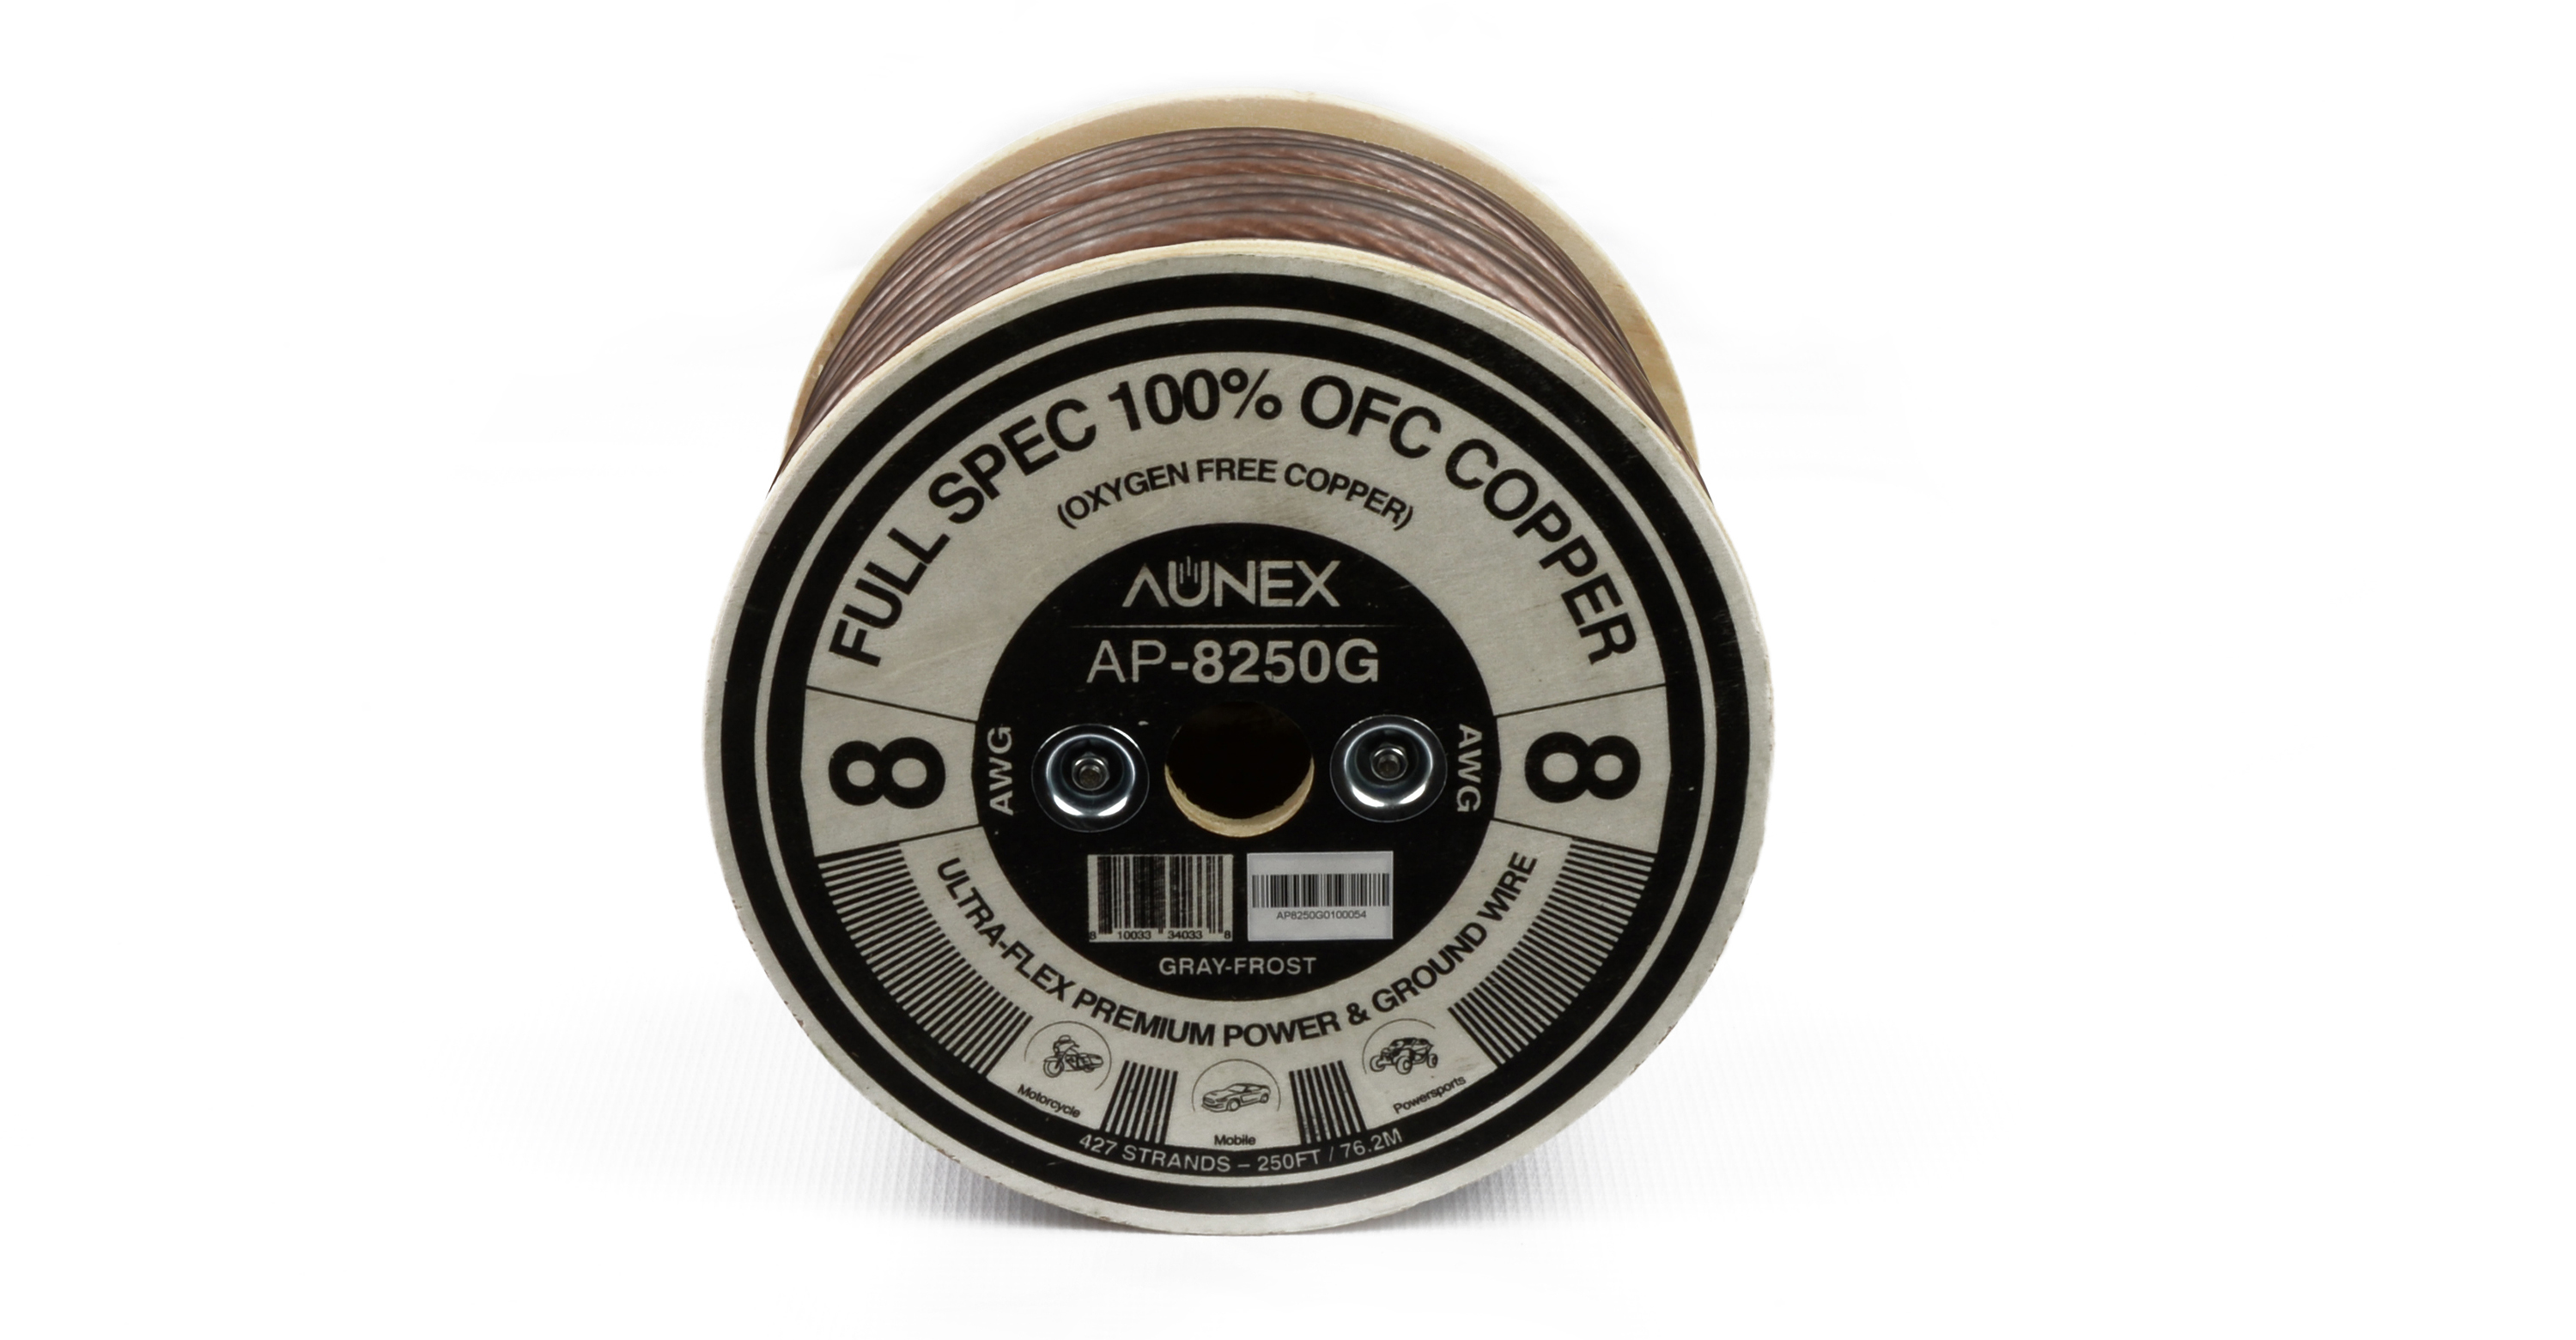 FULL SPEC 100% OFC COPPER
(OXYGEN FREE COPPER)
AUNEX
AP-8250G
8
AWG
AWG
8
8 10033 34033 8
AP8250G0100054
GRAY-FROST
ULTRA-FLEX PREMIUM POWER & GROUND WIRE
Motorcycle
Mobile
Powersports
427 STRANDS – 250FT / 76.2M